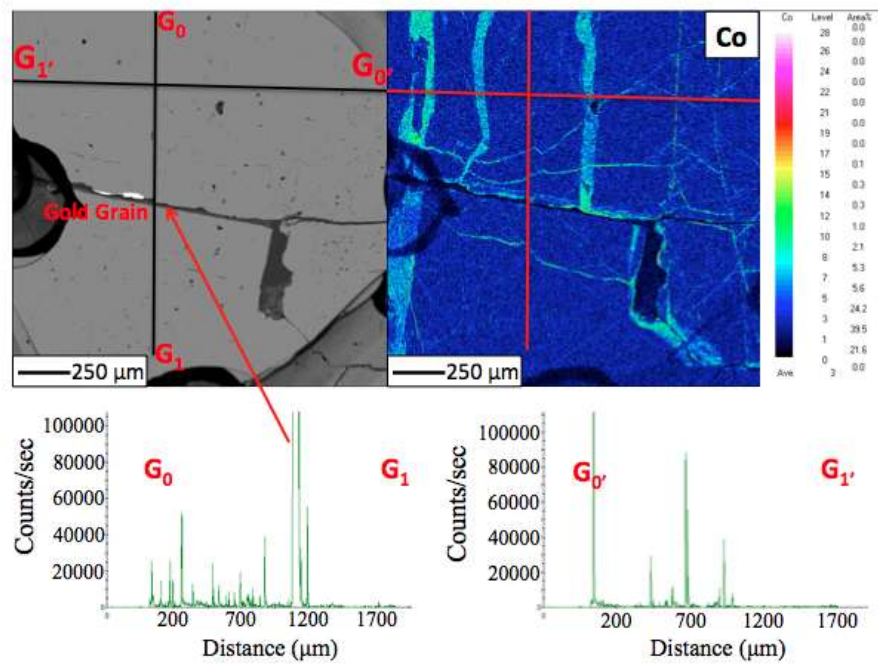 G0
G1'
G0'
Gold Grain
G1
250 µm
Co
250 µm
Co Level Area%
28 0.0
26 0.0
24 0.0
22 0.0
21 0.0
19 0.0
17 0.0
15 0.1
14 0.3
12 0.3
10 1.0
8 2.1
7 5.3
5 5.6
3 24.2
1 39.5
0 21.6
0.0
Ave 3
Counts/sec
100000
80000
60000
40000
20000
G0
G1
200 700 1200 1700
Distance (µm)
Counts/sec
100000
80000
60000
40000
20000
G0'
G1'
200 700 1200 1700
Distance (µm)